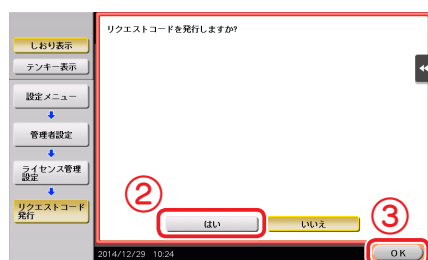 リクエストコードを発行しますか?
しおり表示
テンキー表示
設定メニュー
管理者設定
ライセンス管理
設定
リクエストコード
発行
②
はい
いいえ
③
2014/12/29 10:24
OK